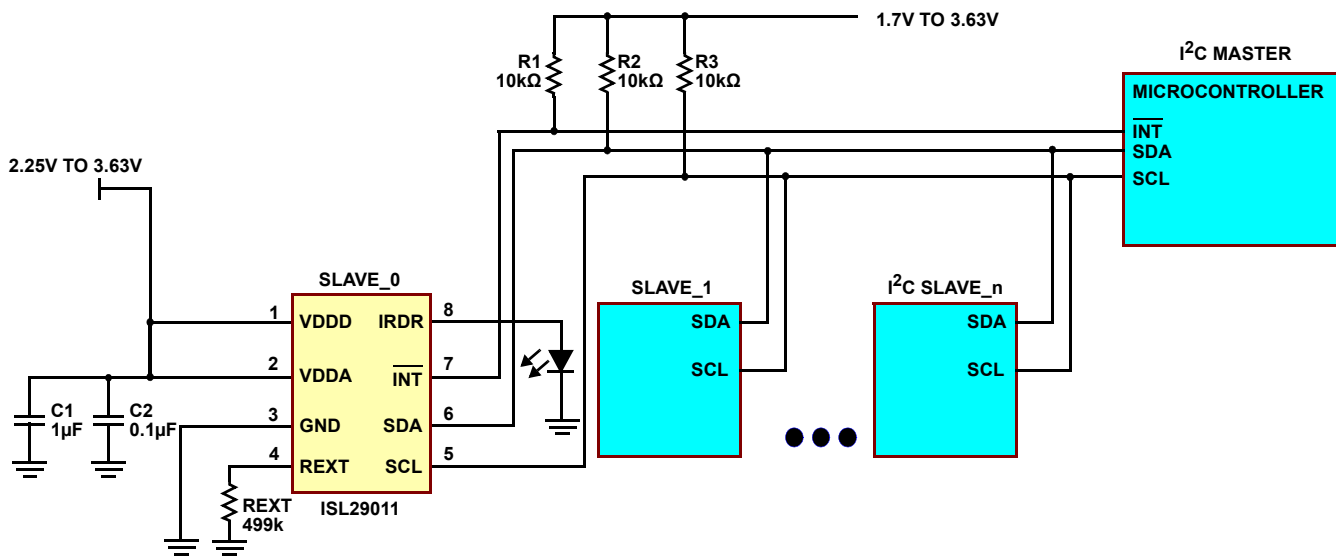 1.7V TO 3.63V
R1
10kΩ
R2
10kΩ
R3
10kΩ
I²C MASTER
MICROCONTROLLER
INT
SDA
SCL
2.25V TO 3.63V
SLAVE_0
1
VDDD
IRDR
8
2
VDDA
INT
7
3
GND
SDA
6
4
REXT
SCL
5
ISL29011
C1
1µF
C2
0.1µF
REXT
499k
SLAVE_1
SDA
SCL
I²C SLAVE_n
SDA
SCL